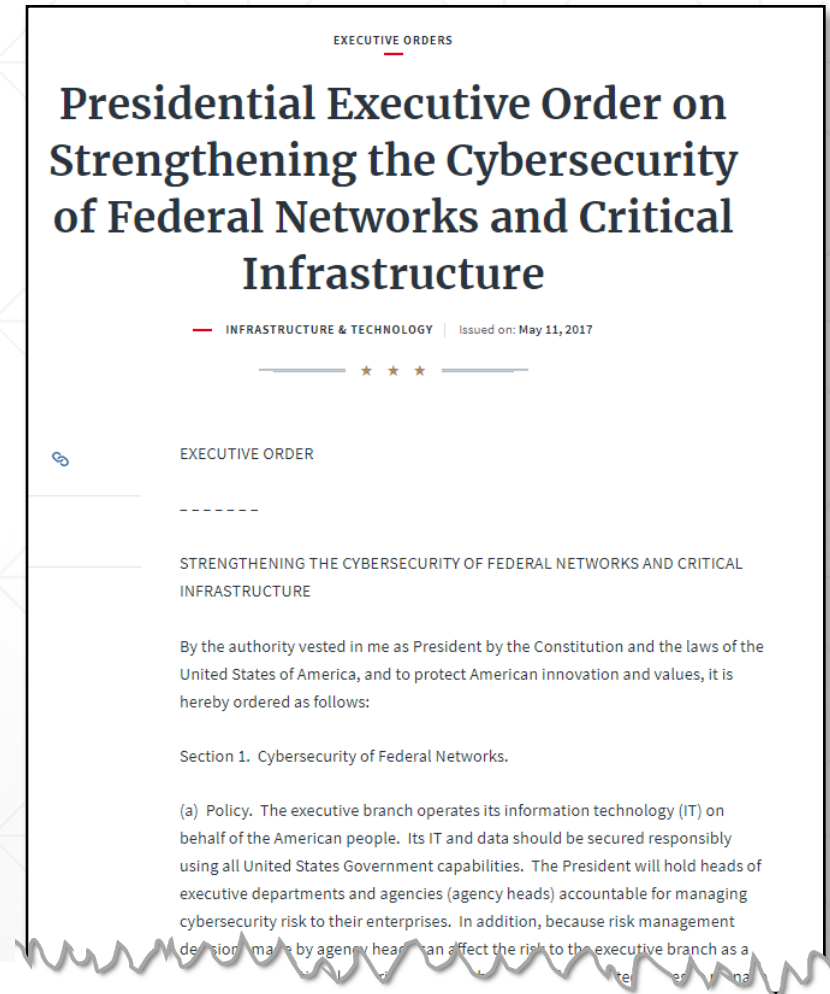 EXECUTIVE ORDERS
Presidential Executive Order on
Strengthening the Cybersecurity
of Federal Networks and Critical
Infrastructure
INFRASTRUCTURE & TECHNOLOGY | Issued on: May 11, 2017
EXECUTIVE ORDER
– – – – – – –
STRENGTHENING THE CYBERSECURITY OF FEDERAL NETWORKS AND CRITICAL
INFRASTRUCTURE
By the authority vested in me as President by the Constitution and the laws of the
United States of America, and to protect American innovation and values, it is
hereby ordered as follows:
Section 1.  Cybersecurity of Federal Networks.
(a)  Policy.  The executive branch operates its information technology (IT) on
behalf of the American people.  Its IT and data should be secured responsibly
using all United States Government capabilities.  The President will hold heads of
executive departments and agencies (agency heads) accountable for managing
cybersecurity risk to their enterprises.  In addition, because risk management
decisions made by agency heads can affect the risk to the executive branch as a